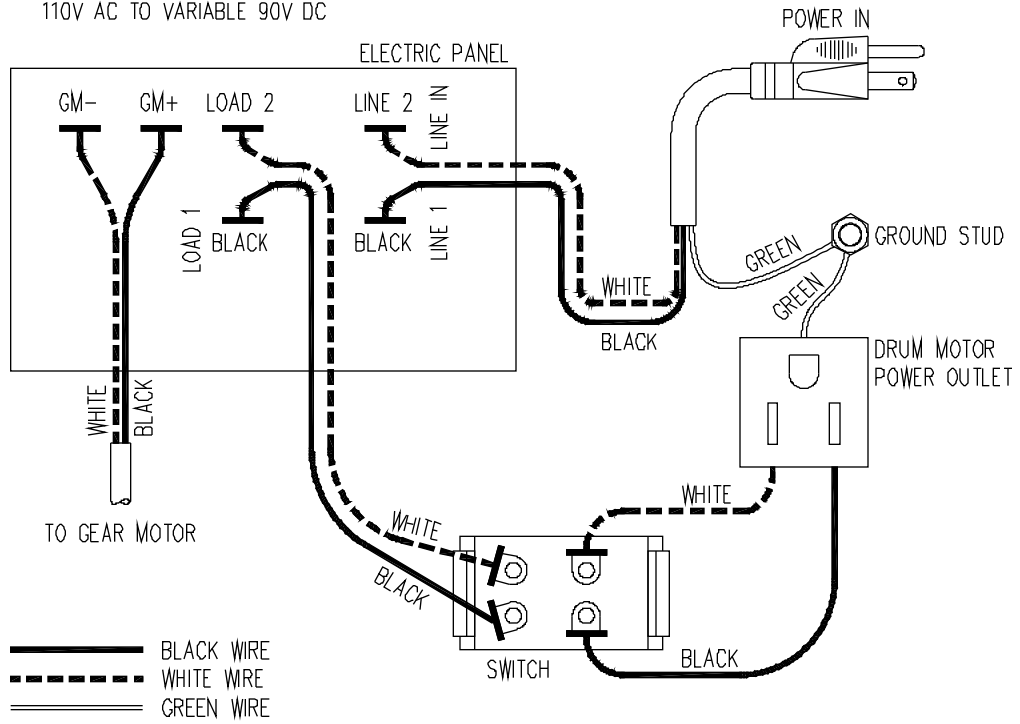 110V AC TO VARIABLE 90V DC
POWER IN
ELECTRIC PANEL
GM-
GM+
LOAD 2
LINE 2
LINE IN
LOAD 1
BLACK
BLACK
LINE 1
GREEN
GROUND STUD
WHITE
GREEN
BLACK
DRUM MOTOR
POWER OUTLET
WHITE
BLACK
WHITE
TO GEAR MOTOR
WHITE
BLACK
BLACK WIRE
SWITCH
BLACK
WHITE WIRE
GREEN WIRE